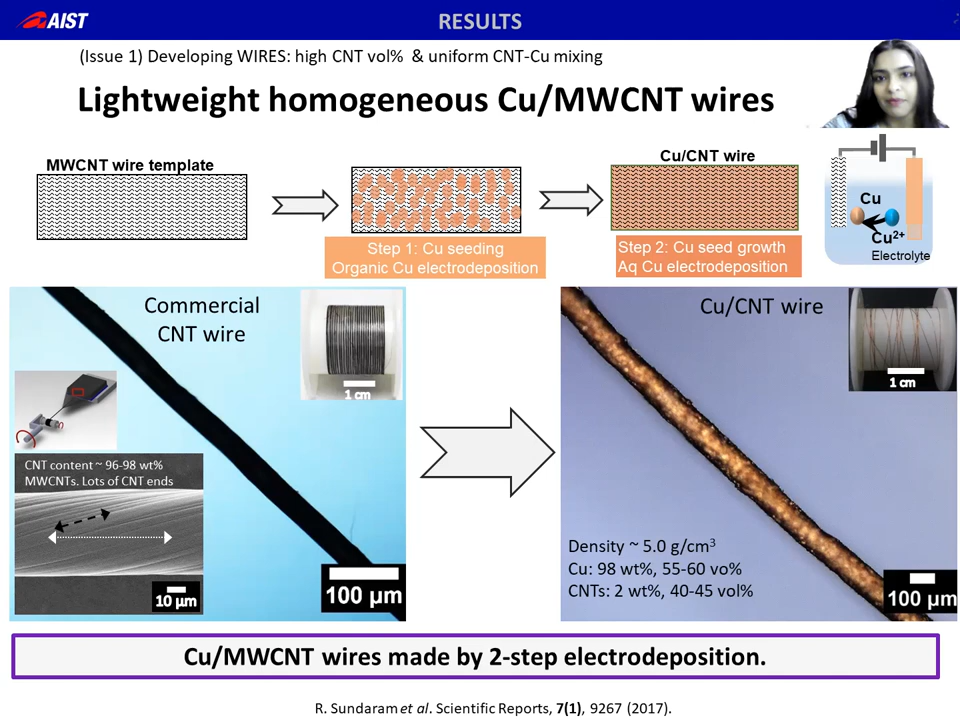 AIST
RESULTS
(Issue 1) Developing WIRES: high CNT vol% & uniform CNT-Cu mixing
Lightweight homogeneous Cu/MWCNT wires
MWCNT wire template
Cu/CNT wire
Step 1: Cu seeding
Organic Cu electrodeposition
Step 2: Cu seed growth
Aq Cu electrodeposition
Cu
Cu²⁺
Electrolyte
Commercial
CNT wire
1 cm
CNT content ~ 96-98 wt%
MWCNTs. Lots of CNT ends
10 µm
100 µm
Cu/CNT wire
1 cm
Density ~ 5.0 g/cm³
Cu: 98 wt%, 55-60 vo%
CNTs: 2 wt%, 40-45 vol%
100 µm
Cu/MWCNT wires made by 2-step electrodeposition.
R. Sundaram et al. Scientific Reports, 7(1), 9267 (2017).